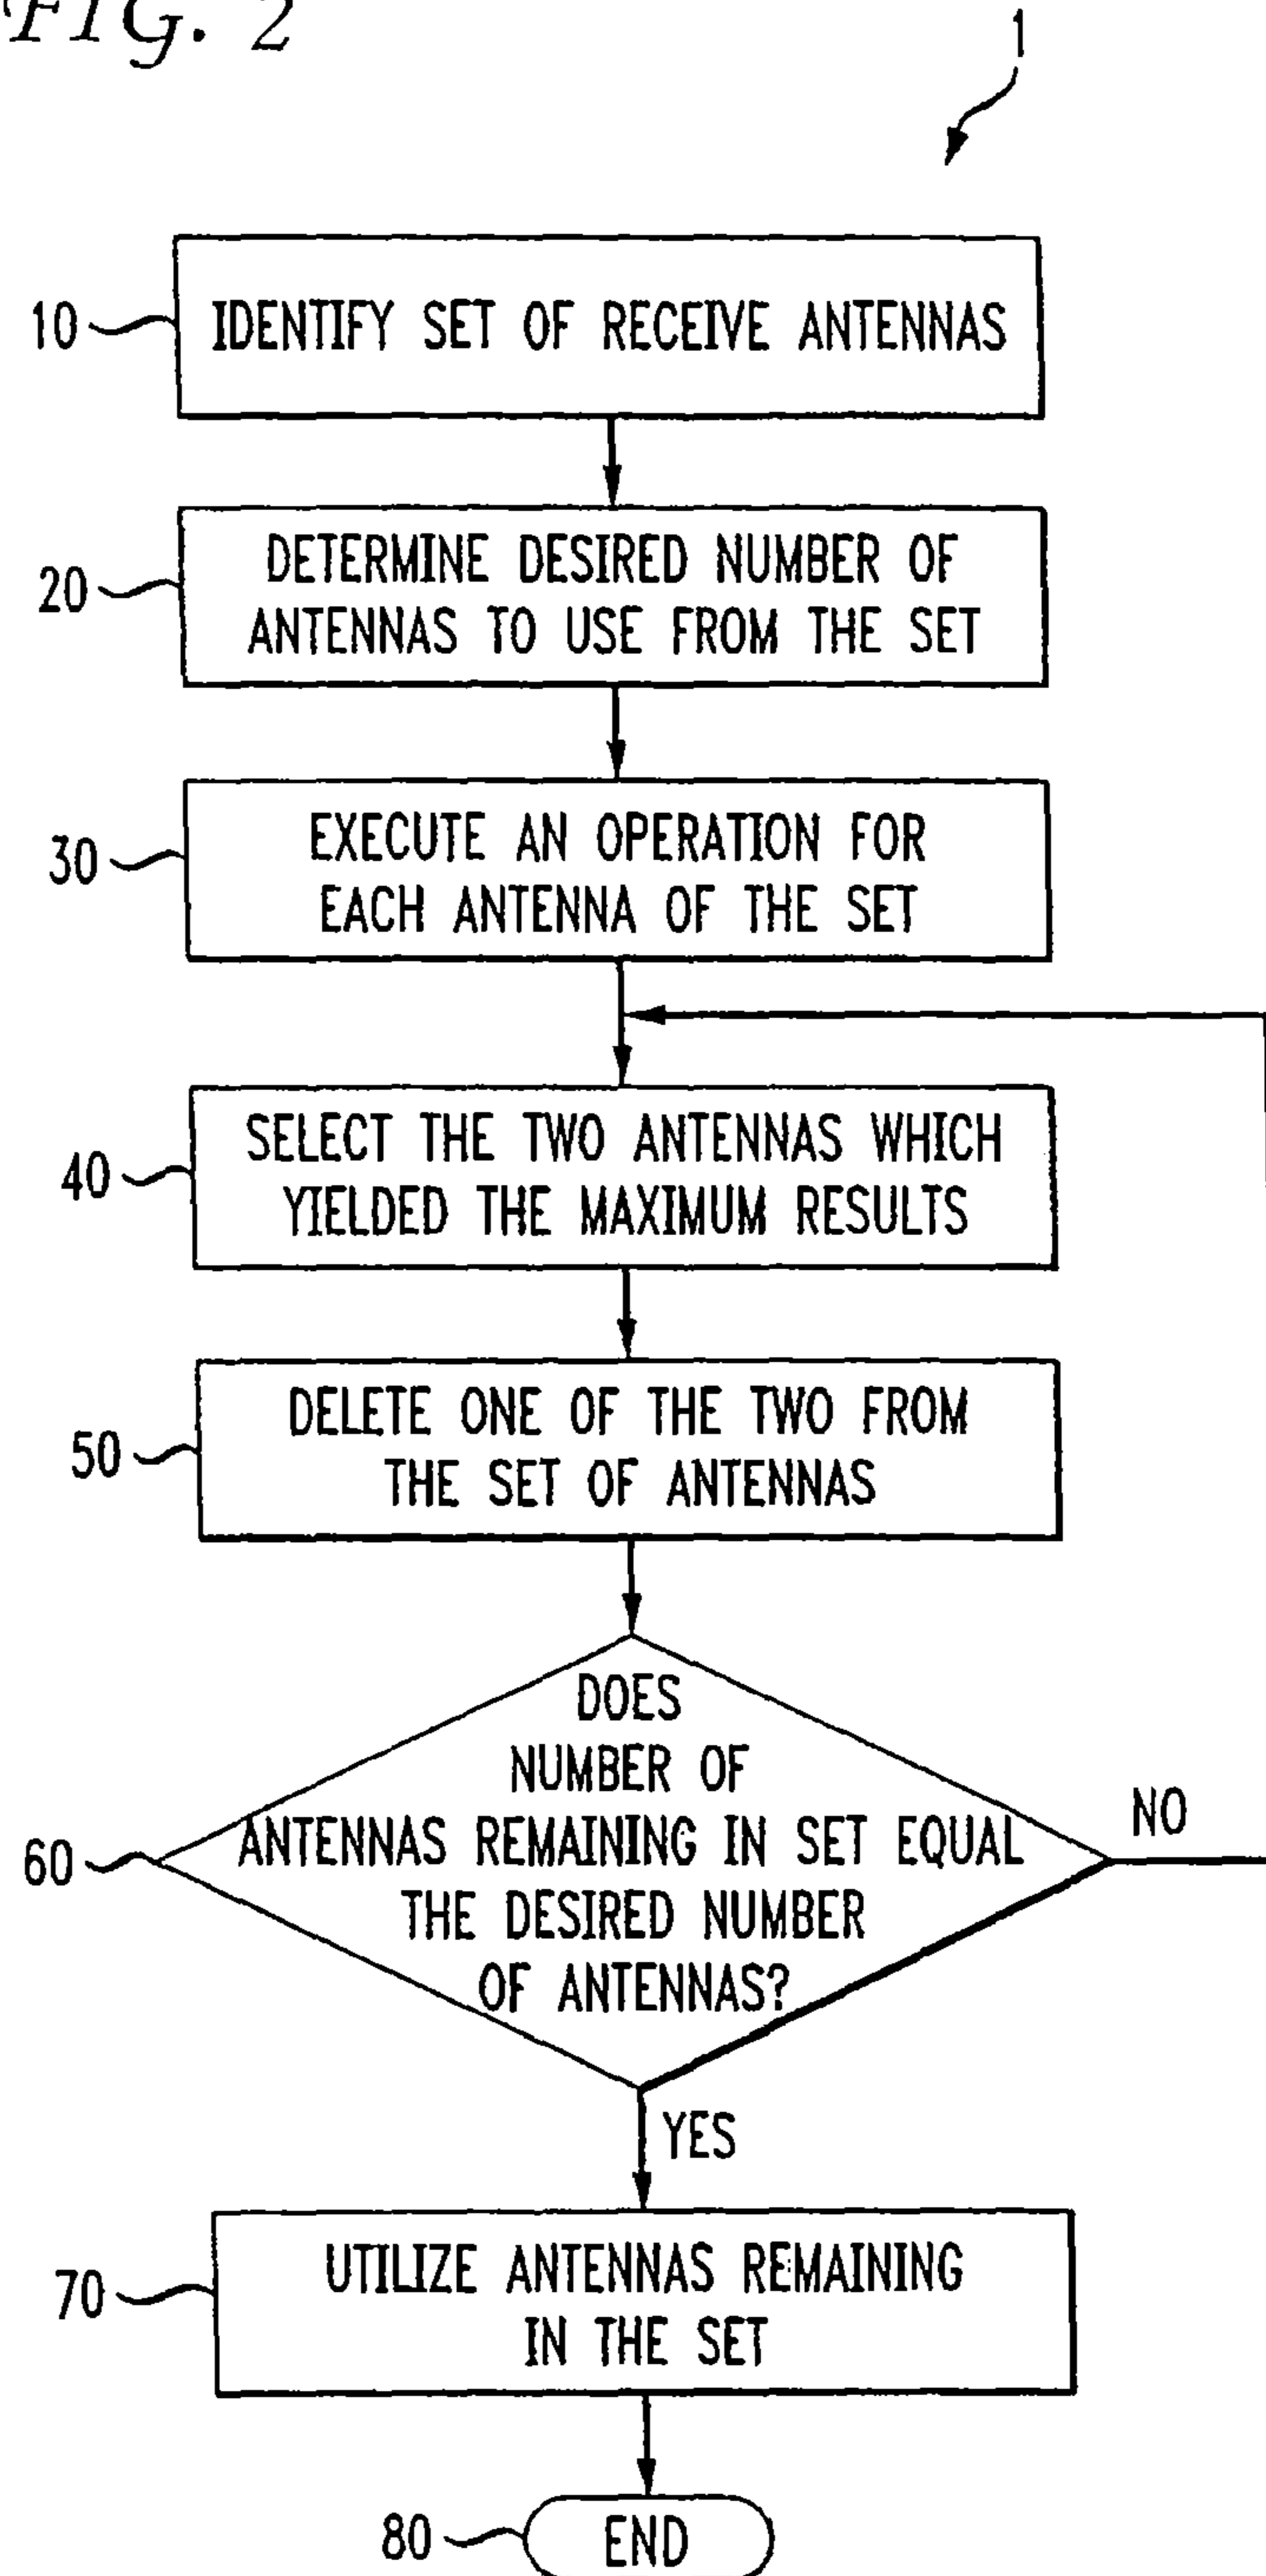 FIG. 2
1
10
IDENTIFY SET OF RECEIVE ANTENNAS
20
DETERMINE DESIRED NUMBER OF
ANTENNAS TO USE FROM THE SET
30
EXECUTE AN OPERATION FOR
EACH ANTENNA OF THE SET
40
SELECT THE TWO ANTENNAS WHICH
YIELDED THE MAXIMUM RESULTS
50
DELETE ONE OF THE TWO FROM
THE SET OF ANTENNAS
60
DOES
NUMBER OF
ANTENNAS REMAINING IN SET EQUAL
THE DESIRED NUMBER
OF ANTENNAS?
NO
YES
70
UTILIZE ANTENNAS REMAINING
IN THE SET
80
END